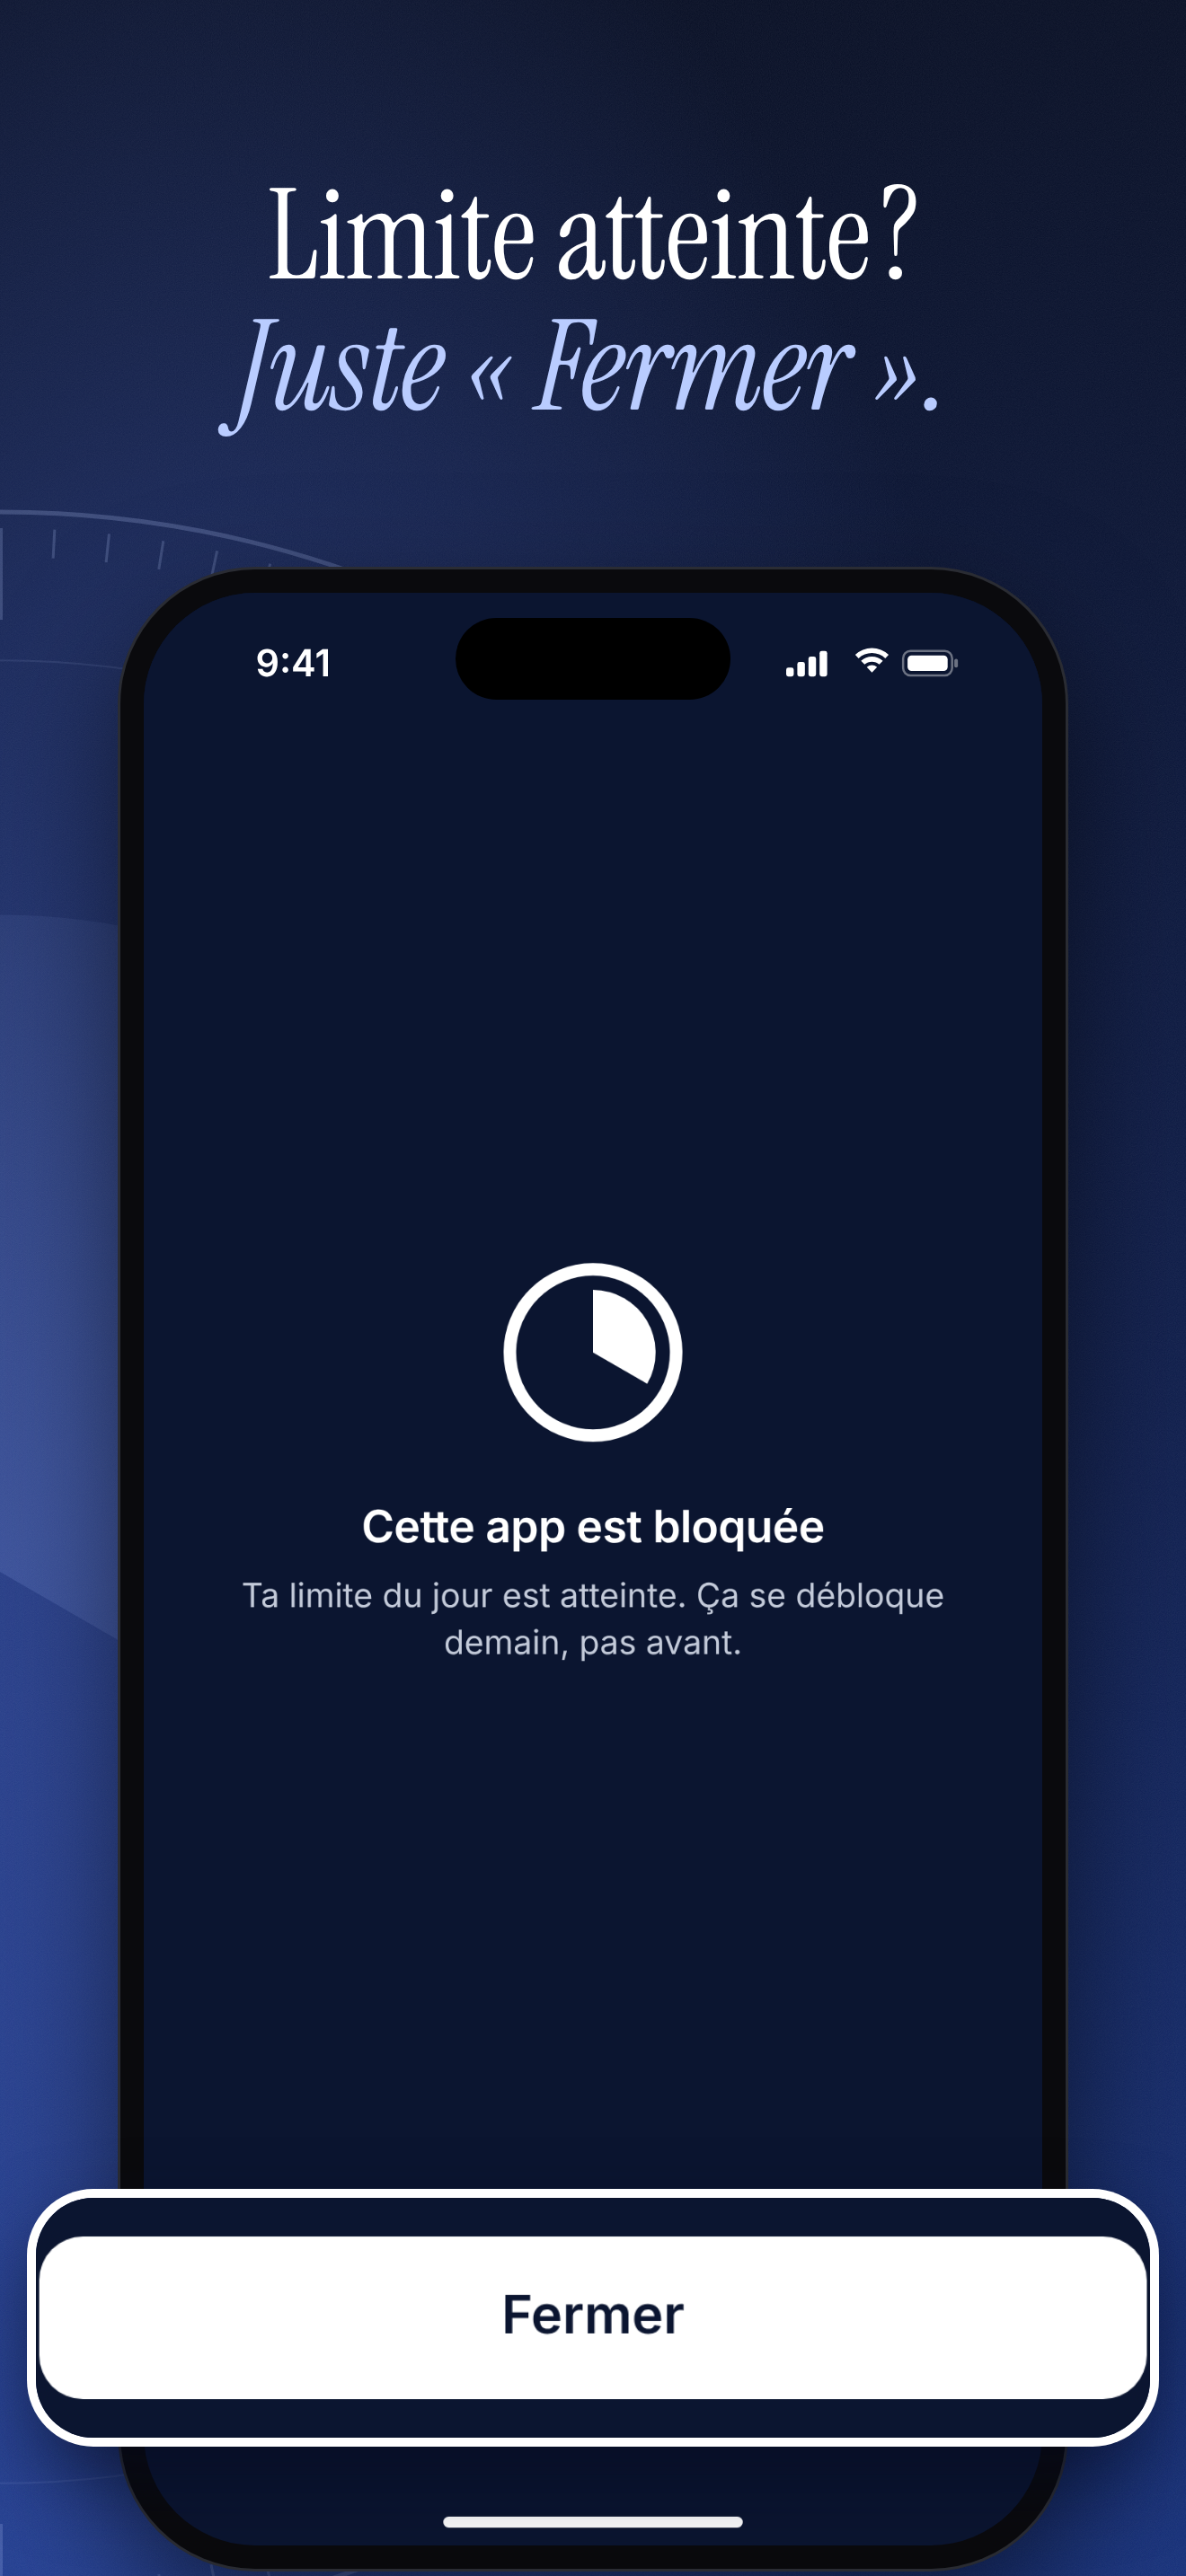 Limite atteinte ?
Juste « Fermer ».
9:41
Cette app est bloquée
Ta limite du jour est atteinte. Ça se débloque
demain, pas avant.
Fermer